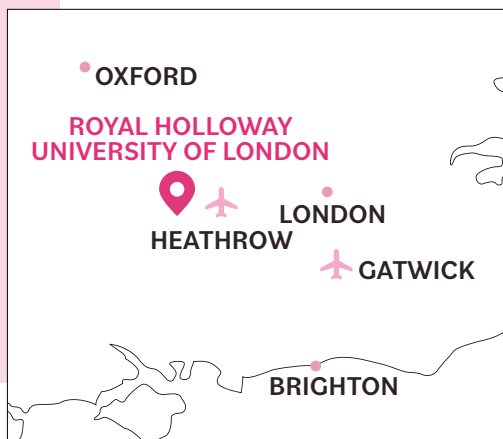 OXFORD
ROYAL HOLLOWAY
UNIVERSITY OF LONDON
LONDON
HEATHROW
GATWICK
BRIGHTON